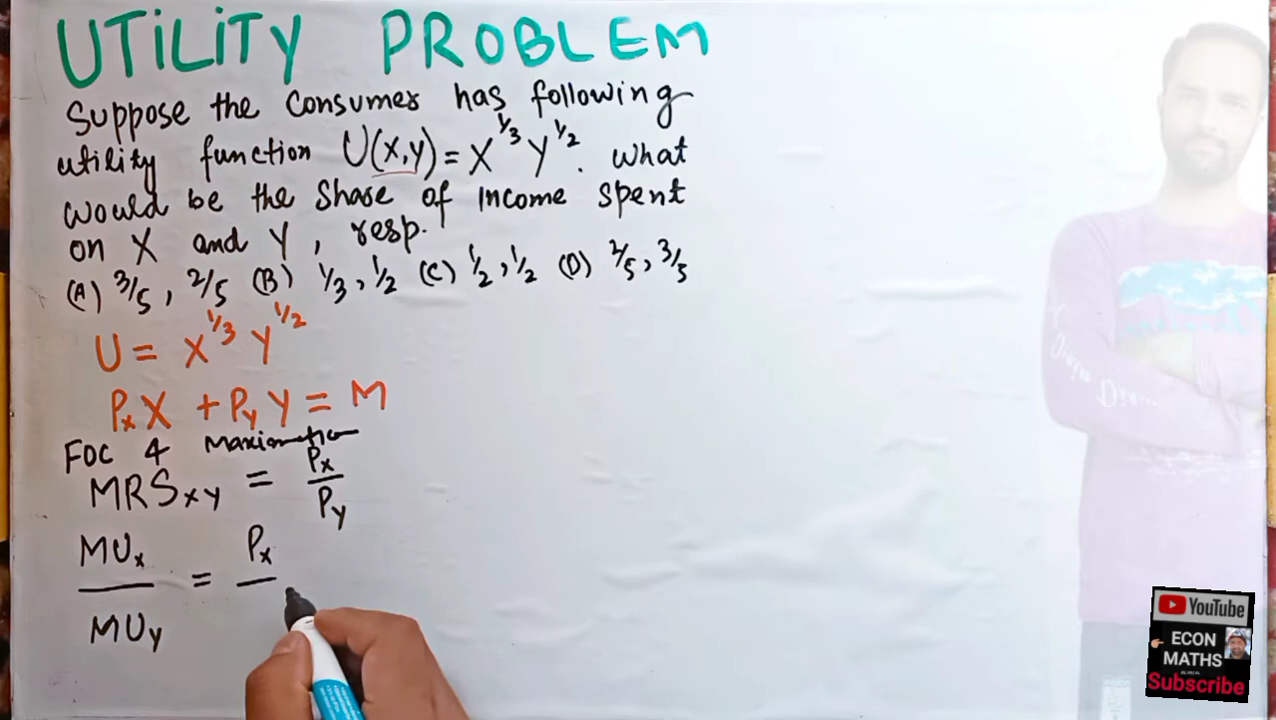 UTiLiTY PROBLEM
Suppose the Consumer has following
utility function U(X,Y) = X^1/3 Y^1/2. What
would be the Share of Income spent
on X and Y, resp.
(A) 3/5, 2/5 (B) 1/3, 1/2 (C) 1/2, 1/2 (D) 2/5, 3/5
U = X^1/3 Y^1/2
PxX + PyY = M
FOC 4
MRSxy = Px/Py
MUx/MUy = Px
YouTube
ECON
MATHS
Subscribe